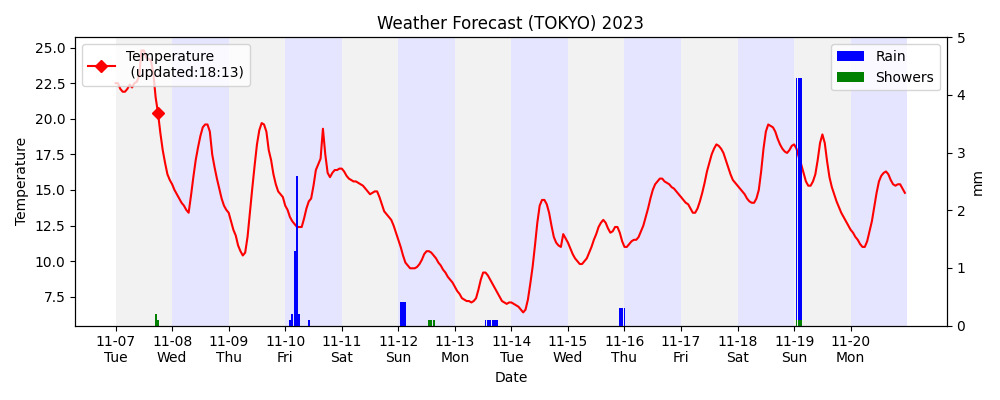 Weather Forecast (TOKYO) 2023
Temperature
(updated:18:13)
Rain
Showers
25.0
22.5
20.0
17.5
15.0
12.5
10.0
7.5
Temperature
5
4
3
2
1
0
mm
11-07 11-08 11-09 11-10 11-11 11-12 11-13 11-14 11-15 11-16 11-17 11-18 11-19 11-20
Tue Wed Thu Fri Sat Sun Mon Tue Wed Thu Fri Sat Sun Mon
Date